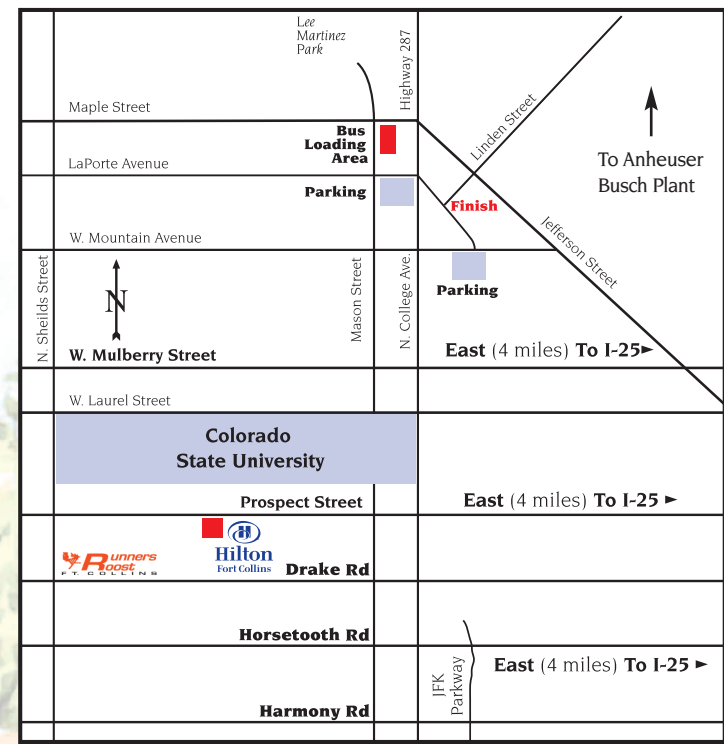 Lee
Martinez
Park
Highway 287
Maple Street
Linden Street
Bus
Loading
Area
To Anheuser
Busch Plant
LaPorte Avenue
Parking
Finish
Jefferson Street
W. Mountain Avenue
N. Sheilds Street
N
Mason Street
N. College Ave.
Parking
W. Mulberry Street
East (4 miles) To I-25
W. Laurel Street
Colorado
State University
Prospect Street
East (4 miles) To I-25
Runners
Roost
FT. COLLINS
H
Hilton
Fort Collins
Drake Rd
Horsetooth Rd
JFK
Parkway
East (4 miles) To I-25
Harmony Rd